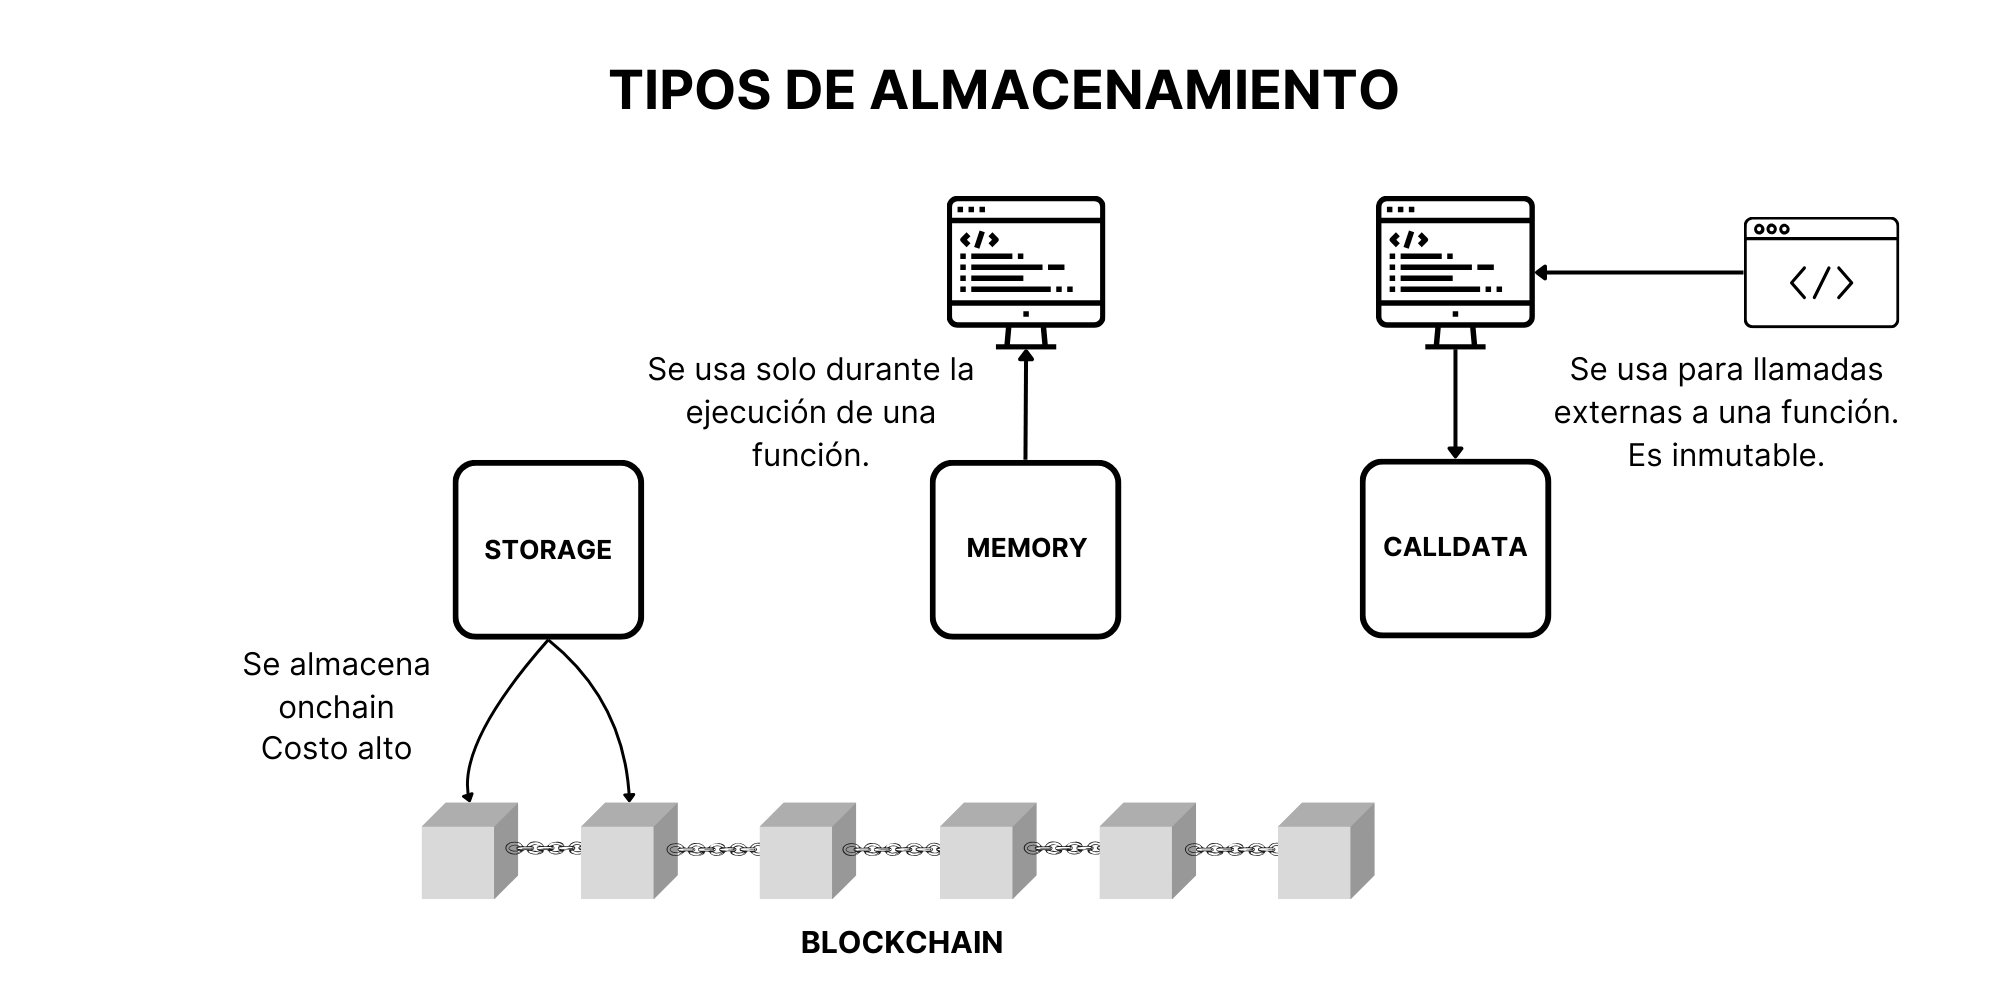 TIPOS DE ALMACENAMIENTO
</>
</>
</>
Se usa solo durante la
ejecución de una
función.
Se usa para llamadas
externas a una función.
Es inmutable.
STORAGE
MEMORY
CALLDATA
Se almacena
onchain
Costo alto
BLOCKCHAIN